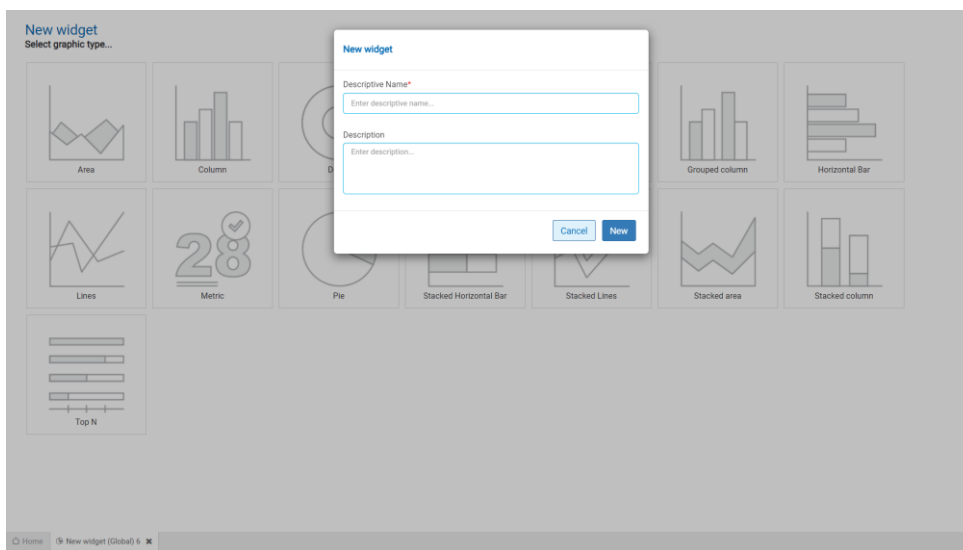 New widget
Select graphic type...
New widget
Descriptive Name*
Enter descriptive name...
Description
Enter description...
Cancel
New
Area
Column
D
Grouped column
Horizontal Bar
28
Lines
Metric
Pie
Stacked Horizontal Bar
Stacked Lines
Stacked area
Stacked column
Top N
Home
New widget (Global) 6